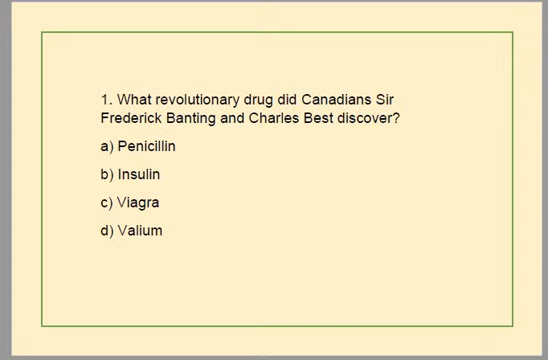 1. What revolutionary drug did Canadians Sir
Frederick Banting and Charles Best discover?
a) Penicillin
b) Insulin
c) Viagra
d) Valium